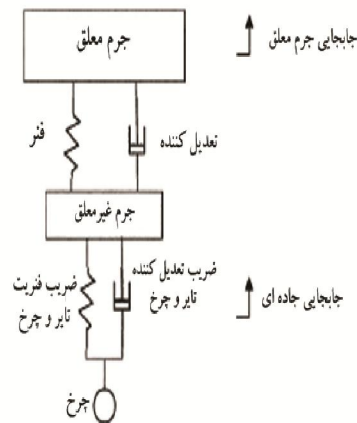 جرم معلق
جابجایی جرم معلق
فنر
تعدیل کننده
جرم غیرمعلق
ضریب فنریت
تایر و چرخ
ضریب تعدیل کننده
تایر و چرخ
جابجایی جاده ای
چرخ